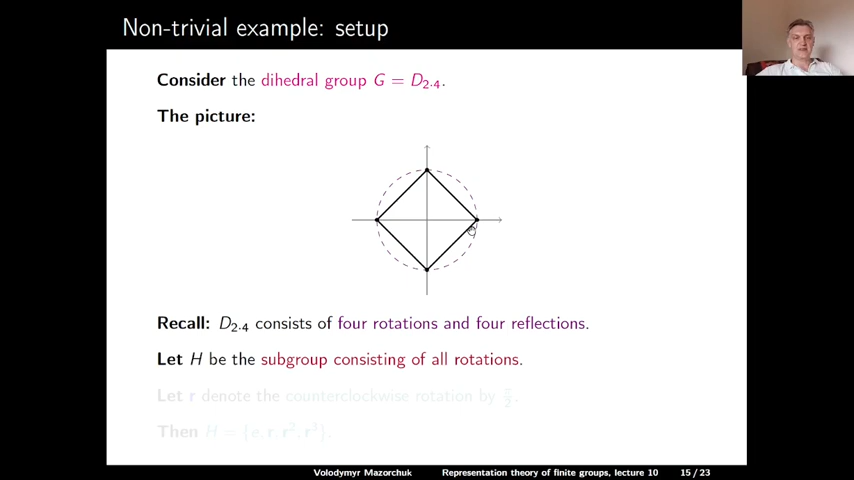 Non-trivial example: setup
Consider the dihedral group G = D₂.₄.
The picture:
Recall: D₂.₄ consists of four rotations and four reflections.
Let H be the subgroup consisting of all rotations.
Let r denote the counterclockwise rotation by π/2.
Then H = {e, r, r², r³}.
Volodymyr Mazorchuk Representation theory of finite groups, lecture 10 15 / 23